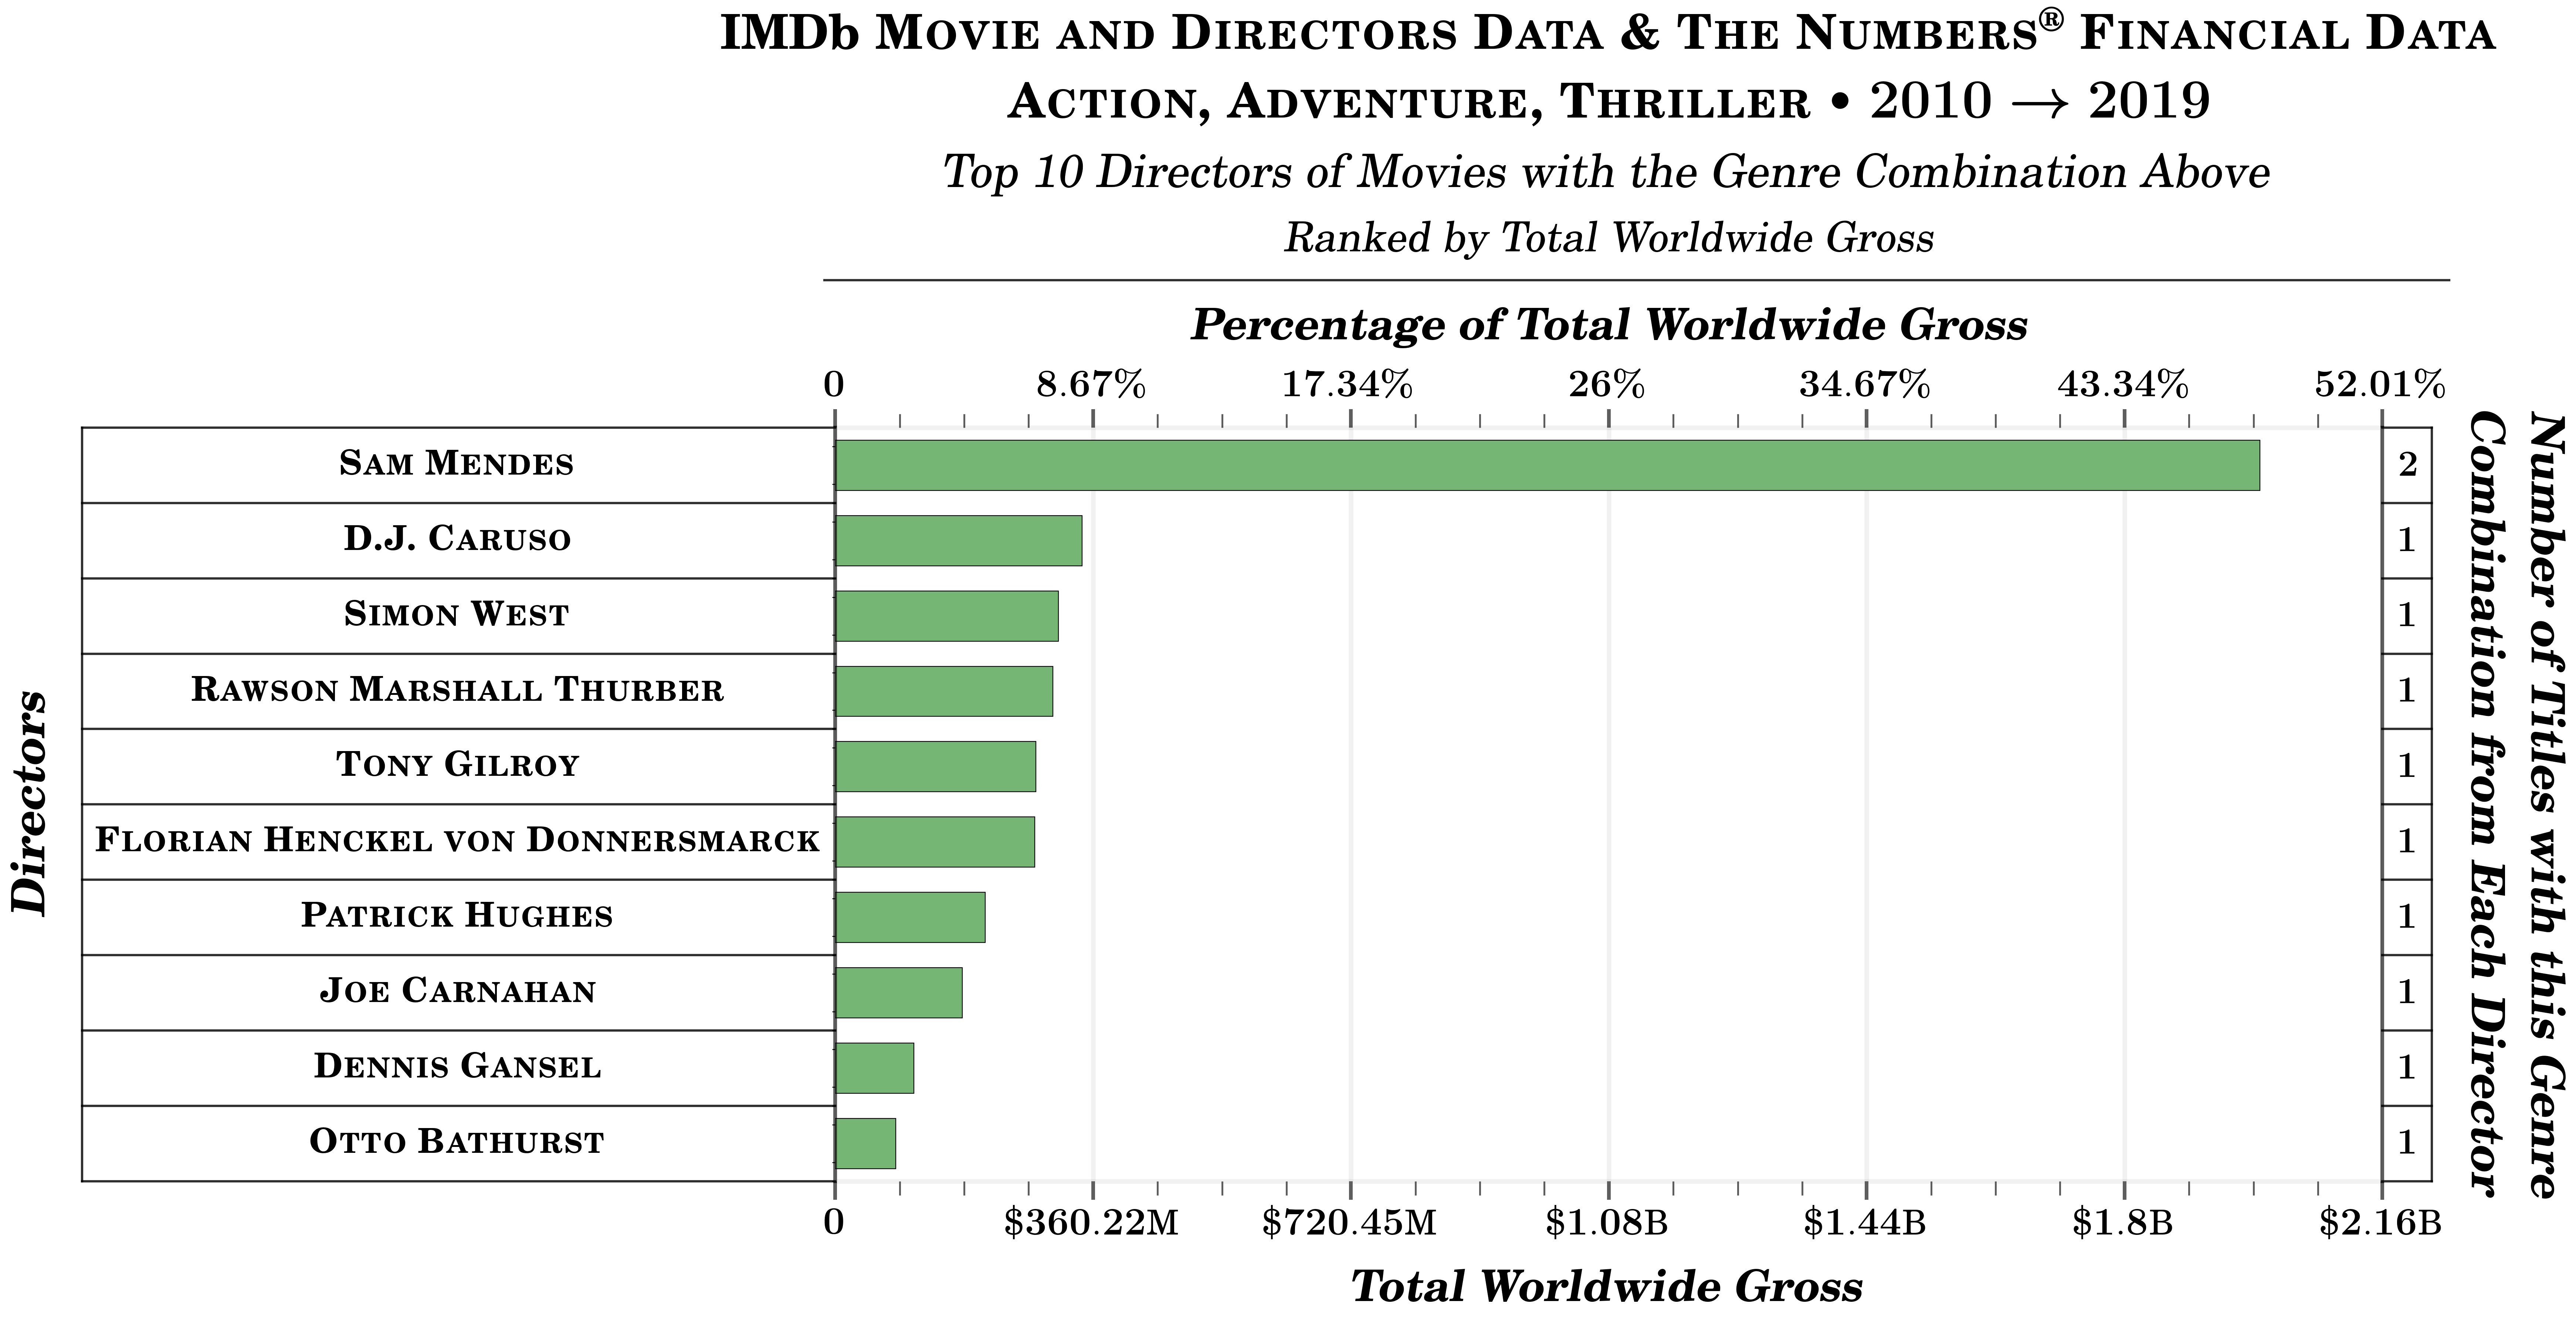 IMDb Movie and Directors Data & The Numbers® Financial Data
Action, Adventure, Thriller • 2010 → 2019
Top 10 Directors of Movies with the Genre Combination Above
Ranked by Total Worldwide Gross
Percentage of Total Worldwide Gross
0 8.67% 17.34% 26% 34.67% 43.34% 52.01%
Directors
Sam Mendes 2
D.J. Caruso 1
Simon West 1
Rawson Marshall Thurber 1
Tony Gilroy 1
Florian Henckel von Donnersmarck 1
Patrick Hughes 1
Joe Carnahan 1
Dennis Gansel 1
Otto Bathurst 1
Number of Titles with this Genre
Combination from Each Director
0 $360.22M $720.45M $1.08B $1.44B $1.8B $2.16B
Total Worldwide Gross